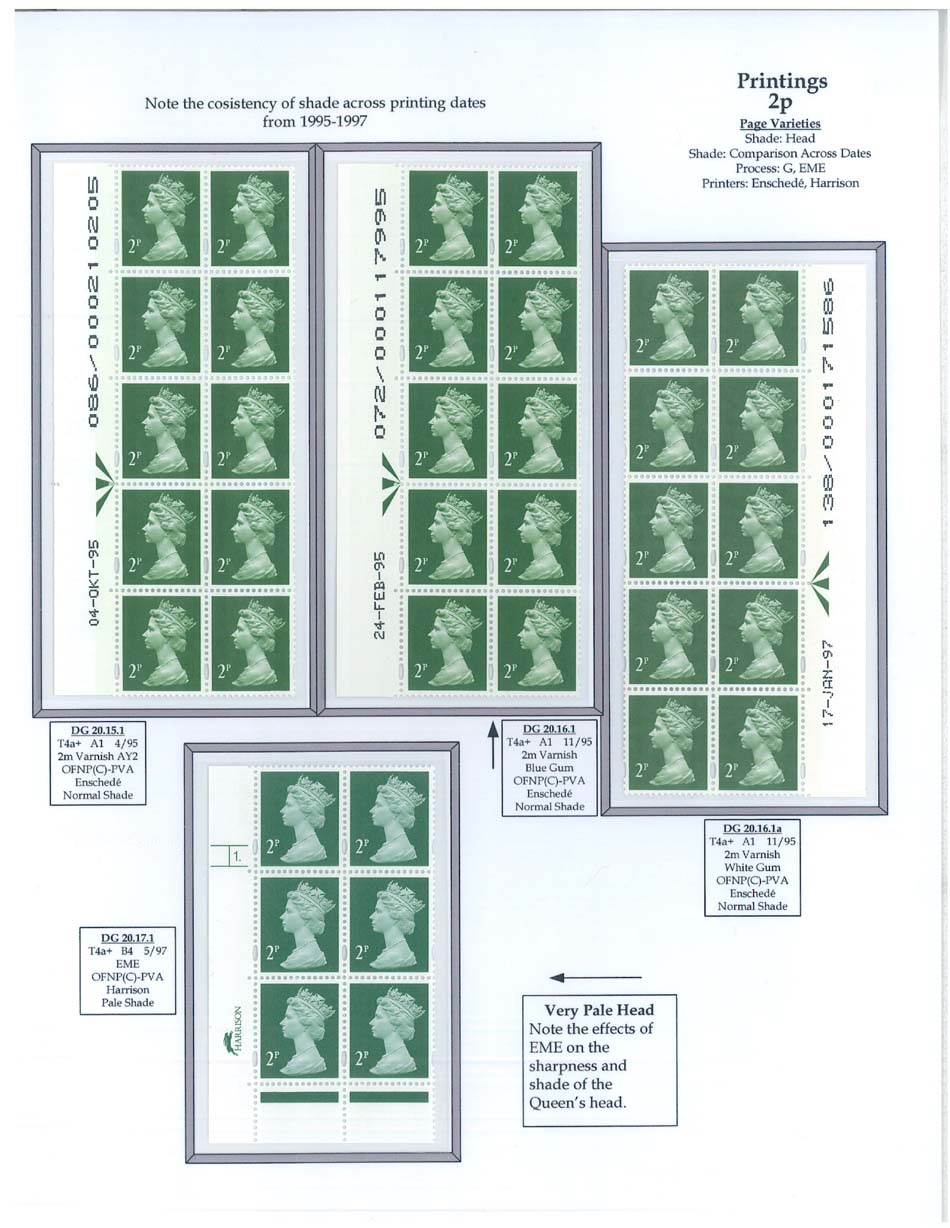 Printings
2p
Page Varieties
Shade: Head
Shade: Comparison Across Dates
Process: G, EME
Printers: Enschedé, Harrison
Note the cosistency of shade across printing dates
from 1995-1997
086/00021 0205
04-OKT-95
2P 2P
2P 2P
2P 2P
2P 2P
2P 2P
072/00017995
24-FEB-95
2P 2P
2P 2P
2P 2P
2P 2P
2P 2P
138/000171586
17-JAN-97
2P 2P
2P 2P
2P 2P
2P 2P
2P 2P
DG 20.15.1
T4a+ A1 4/95
2m Varnish AY2
OFNP(C)-PVA
Enschedé
Normal Shade
DG 20.16.1
T4a+ A1 11/95
2m Varnish
Blue Gum
OFNP(C)-PVA
Enschedé
Normal Shade
DG 20.16.1a
T4a+ A1 11/95
2m Varnish
White Gum
OFNP(C)-PVA
Enschedé
Normal Shade
1.
HARRISON
2P 2P
2P 2P
2P 2P
DG 20.17.1
T4a+ B4 5/97
EME
OFNP(C)-PVA
Harrison
Pale Shade
Very Pale Head
Note the effects of
EME on the
sharpness and
shade of the
Queen's head.